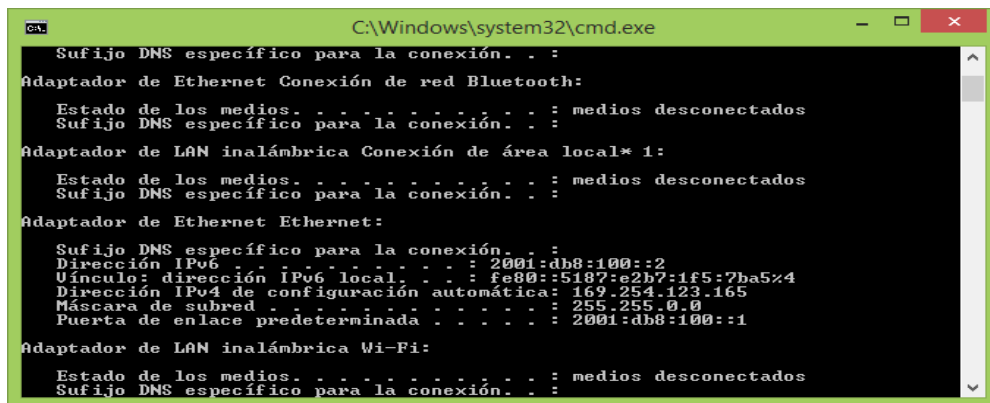 C:\Windows\system32\cmd.exe
Sufijo DNS específico para la conexión. . :
Adaptador de Ethernet Conexión de red Bluetooth:
Estado de los medios. . . . . . . . . . . : medios desconectados
Sufijo DNS específico para la conexión. . :
Adaptador de LAN inalámbrica Conexión de área local* 1:
Estado de los medios. . . . . . . . . . . : medios desconectados
Sufijo DNS específico para la conexión. . :
Adaptador de Ethernet Ethernet:
Sufijo DNS específico para la conexión. . :
Dirección IPv6 . . . . . . . . . . : 2001:db8:100::2
Vínculo: dirección IPv6 local. . . : fe80::5187:e2b7:1f5:7ba5%4
Dirección IPv4 de configuración automática: 169.254.123.165
Máscara de subred . . . . . . . . . . . . : 255.255.0.0
Puerta de enlace predeterminada . . . . . : 2001:db8:100::1
Adaptador de LAN inalámbrica Wi-Fi:
Estado de los medios. . . . . . . . . . . : medios desconectados
Sufijo DNS específico para la conexión. . :